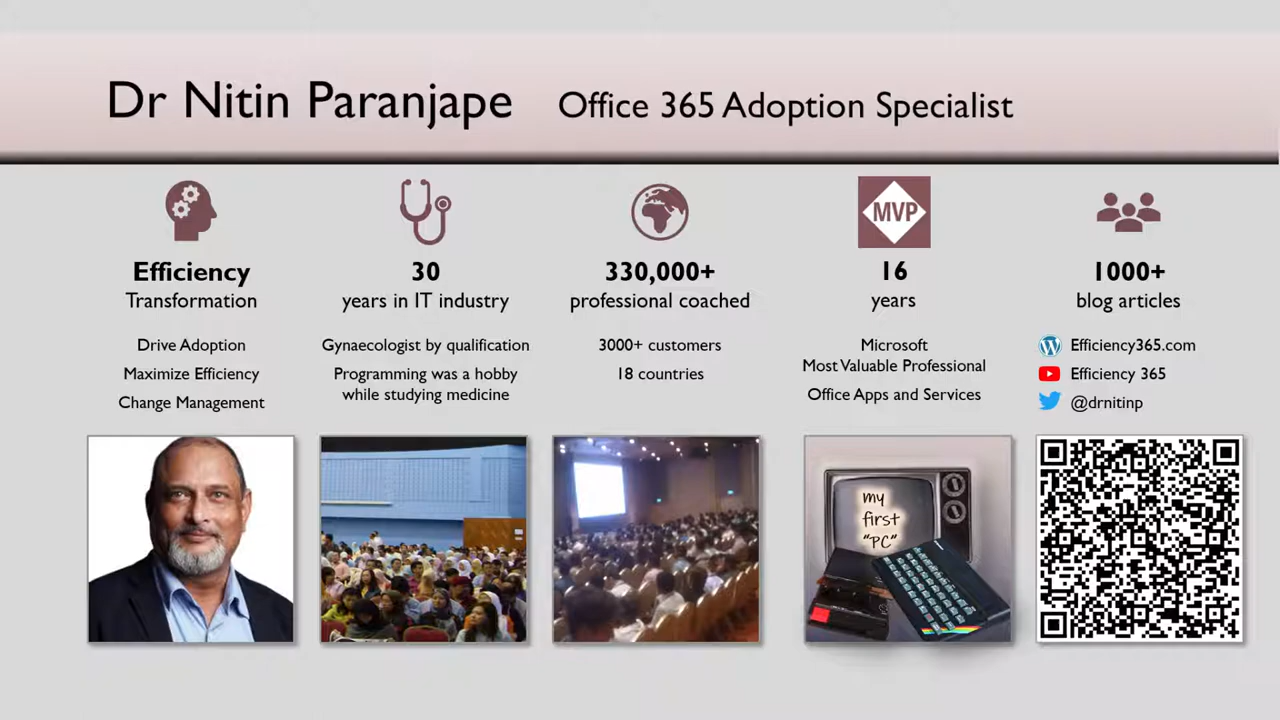 Dr Nitin Paranjape Office 365 Adoption Specialist
Efficiency
Transformation
Drive Adoption
Maximize Efficiency
Change Management
30
years in IT industry
Gynaecologist by qualification
Programming was a hobby
while studying medicine
330,000+
professional coached
3000+ customers
18 countries
MVP
16
years
Microsoft
Most Valuable Professional
Office Apps and Services
my
first
"PC"
1000+
blog articles
Efficiency365.com
Efficiency 365
@drnitinp